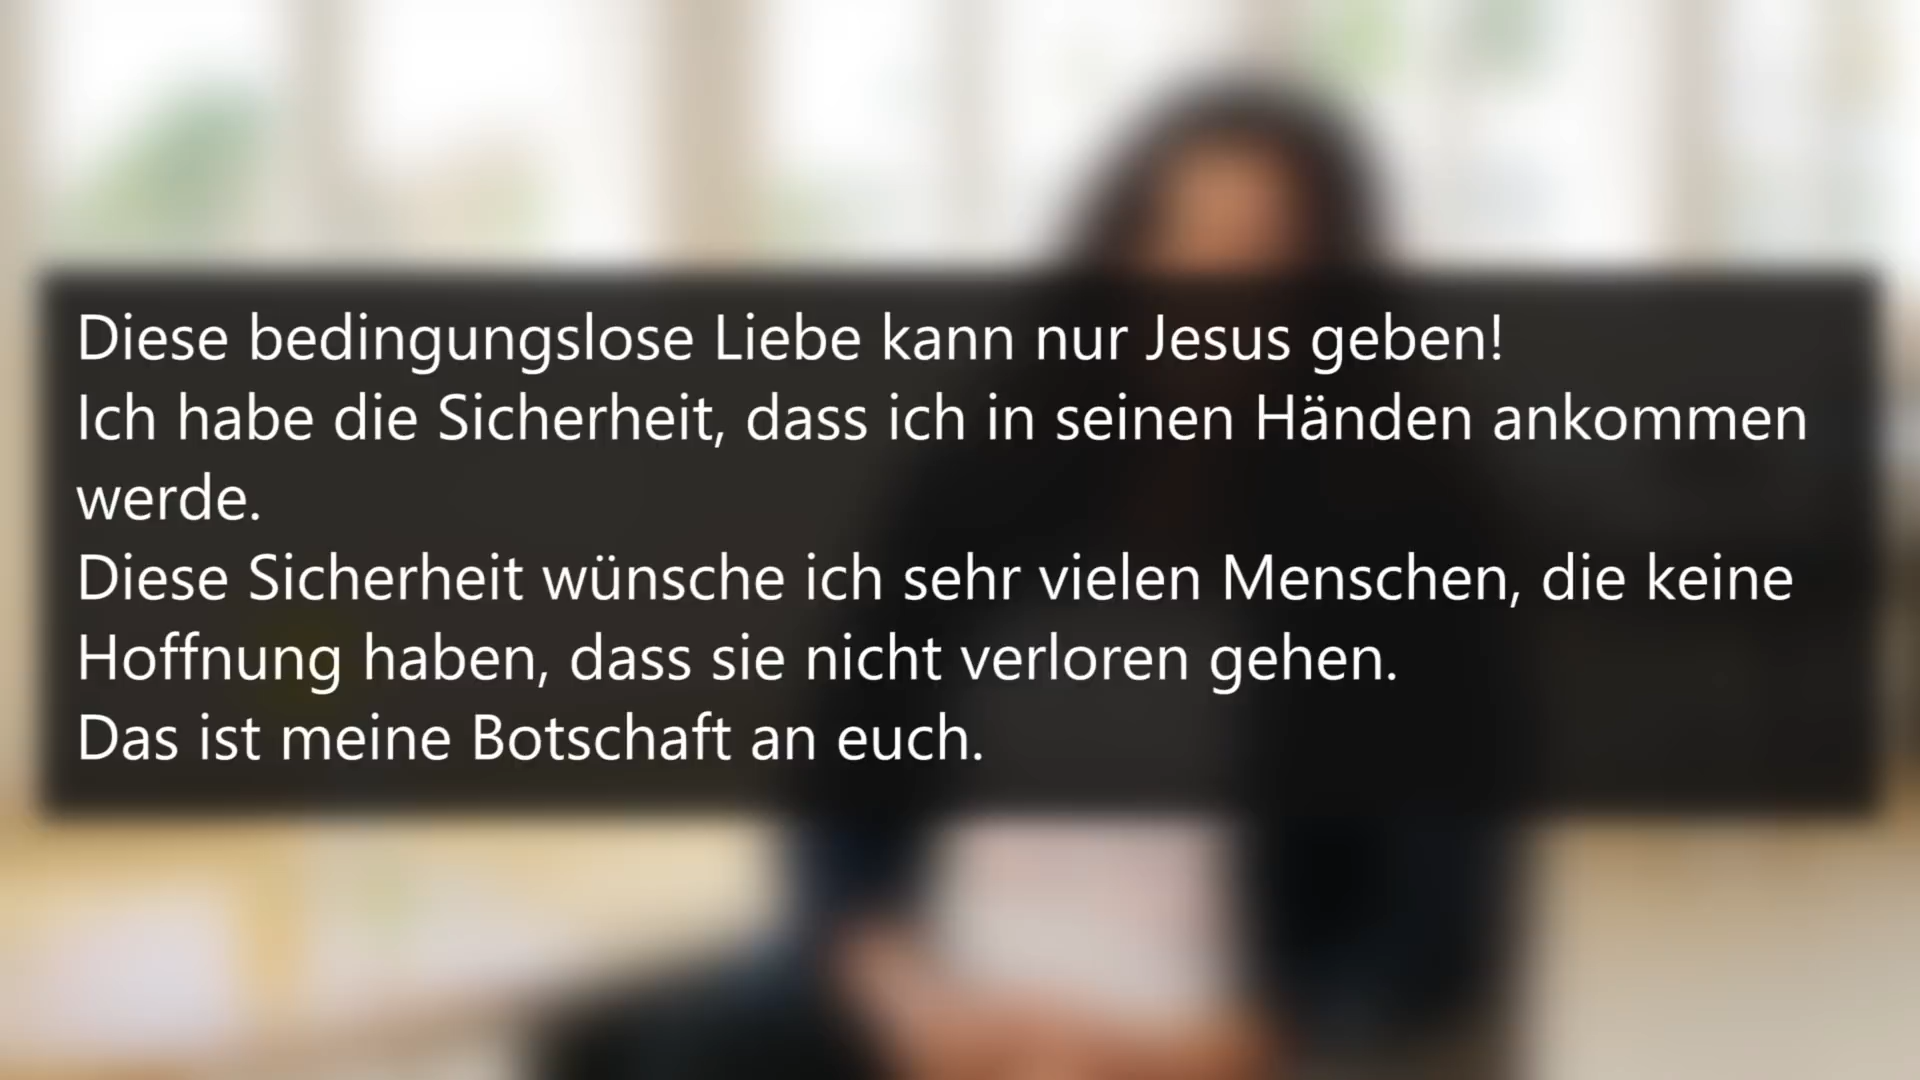 Diese bedingungslose Liebe kann nur Jesus geben!
Ich habe die Sicherheit, dass ich in seinen Händen ankommen
werde.
Diese Sicherheit wünsche ich sehr vielen Menschen, die keine
Hoffnung haben, dass sie nicht verloren gehen.
Das ist meine Botschaft an euch.